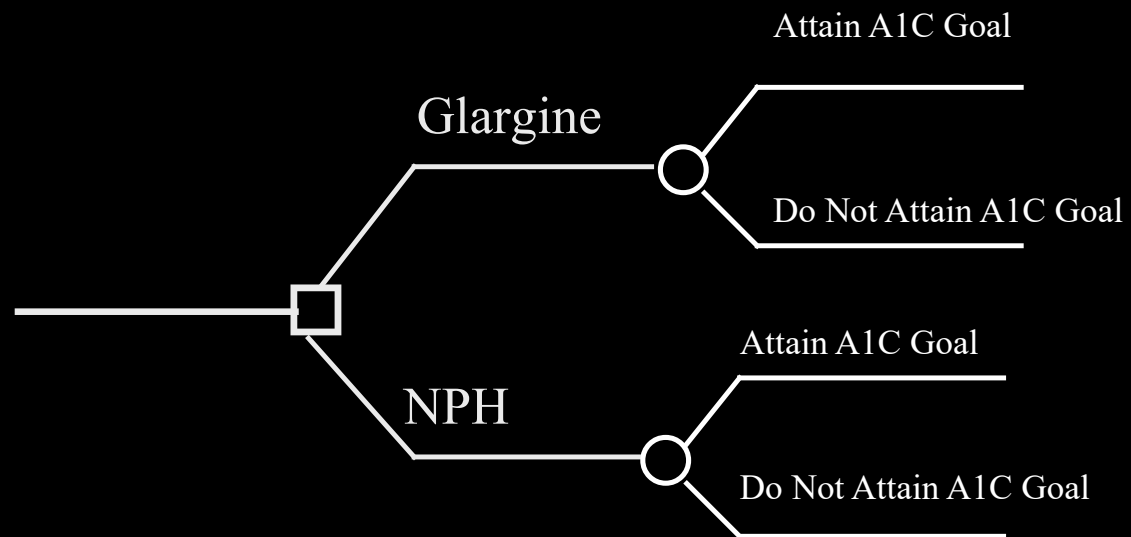 Attain A1C Goal
Glargine
Do Not Attain A1C Goal
Attain A1C Goal
NPH
Do Not Attain A1C Goal